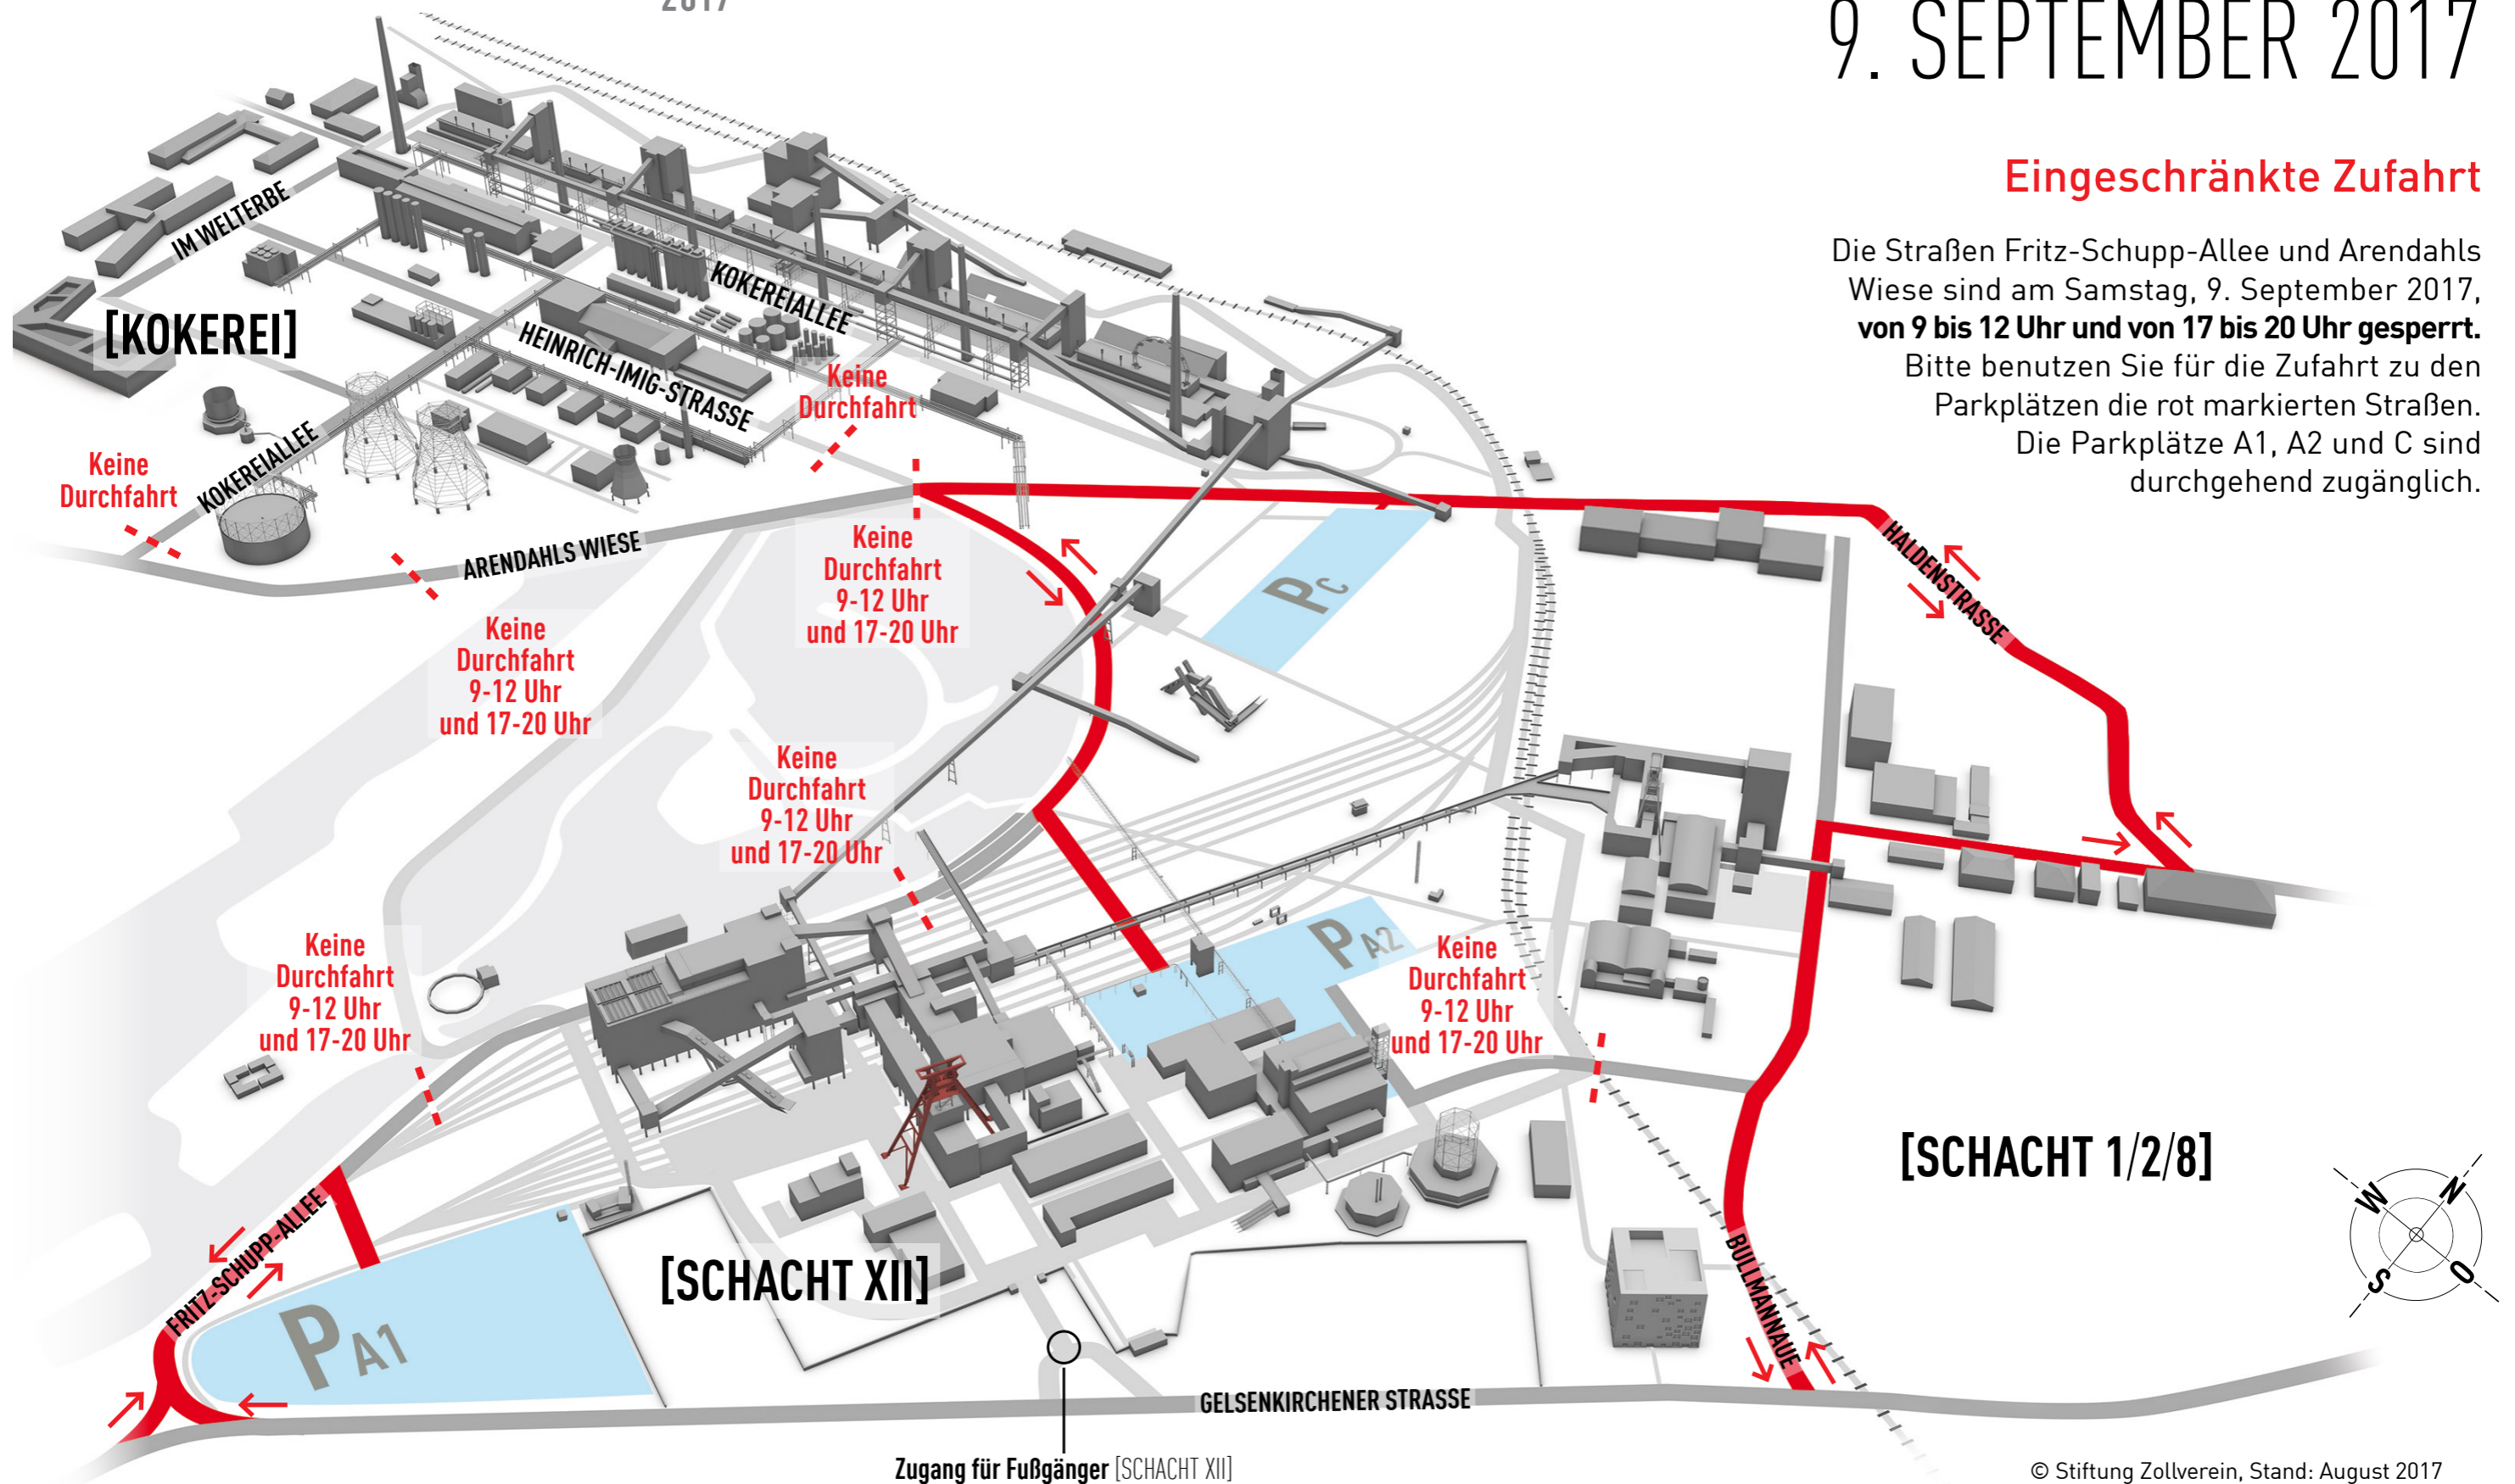 2017
9. SEPTEMBER 2017
Eingeschränkte Zufahrt
Die Straßen Fritz-Schupp-Allee und Arendahls
Wiese sind am Samstag, 9. September 2017,
von 9 bis 12 Uhr und von 17 bis 20 Uhr gesperrt.
Bitte benutzen Sie für die Zufahrt zu den
Parkplätzen die rot markierten Straßen.
Die Parkplätze A1, A2 und C sind
durchgehend zugänglich.
IM WELTERBE
[KOKEREI]
KOKEREIALLEE
HEINRICH-IMIG-STRASSE
Keine
Durchfahrt
Keine
Durchfahrt
KOKEREIALLEE
ARENDAHLS WIESE
Keine
Durchfahrt
9-12 Uhr
und 17-20 Uhr
PC
HALDENSTRASSE
Keine
Durchfahrt
9-12 Uhr
und 17-20 Uhr
Keine
Durchfahrt
9-12 Uhr
und 17-20 Uhr
Keine
Durchfahrt
9-12 Uhr
und 17-20 Uhr
PA2
Keine
Durchfahrt
9-12 Uhr
und 17-20 Uhr
[SCHACHT 1/2/8]
FRITZ-SCHUPP-ALLEE
PA1
[SCHACHT XII]
BULLMANNAUE
W
N
S
O
GELSENKIRCHENER STRASSE
Zugang für Fußgänger [SCHACHT XII]
© Stiftung Zollverein, Stand: August 2017